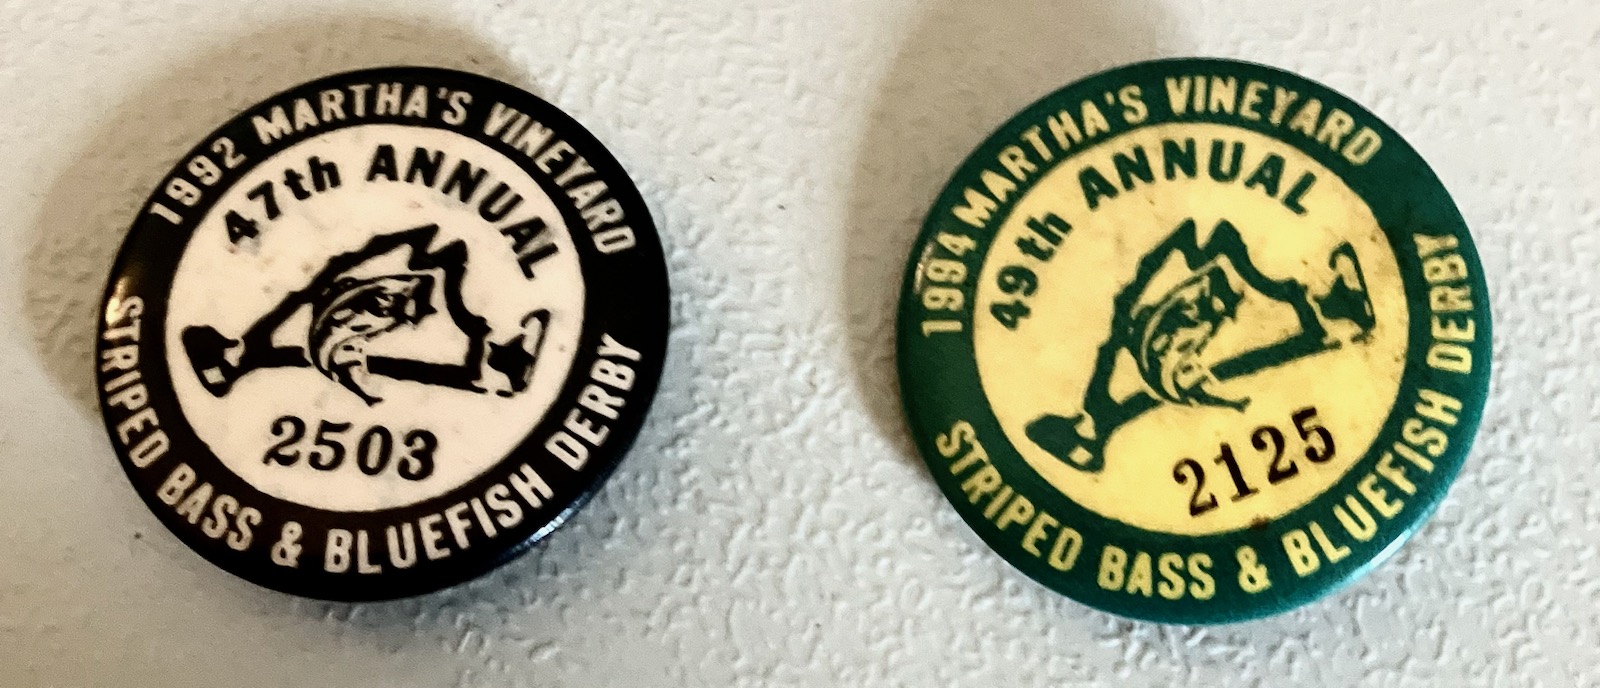 1992 MARTHA'S VINEYARD
47th ANNUAL
2503
STRIPED BASS & BLUEFISH DERBY
1994 MARTHA'S VINEYARD
49th ANNUAL
2125
STRIPED BASS & BLUEFISH DERBY